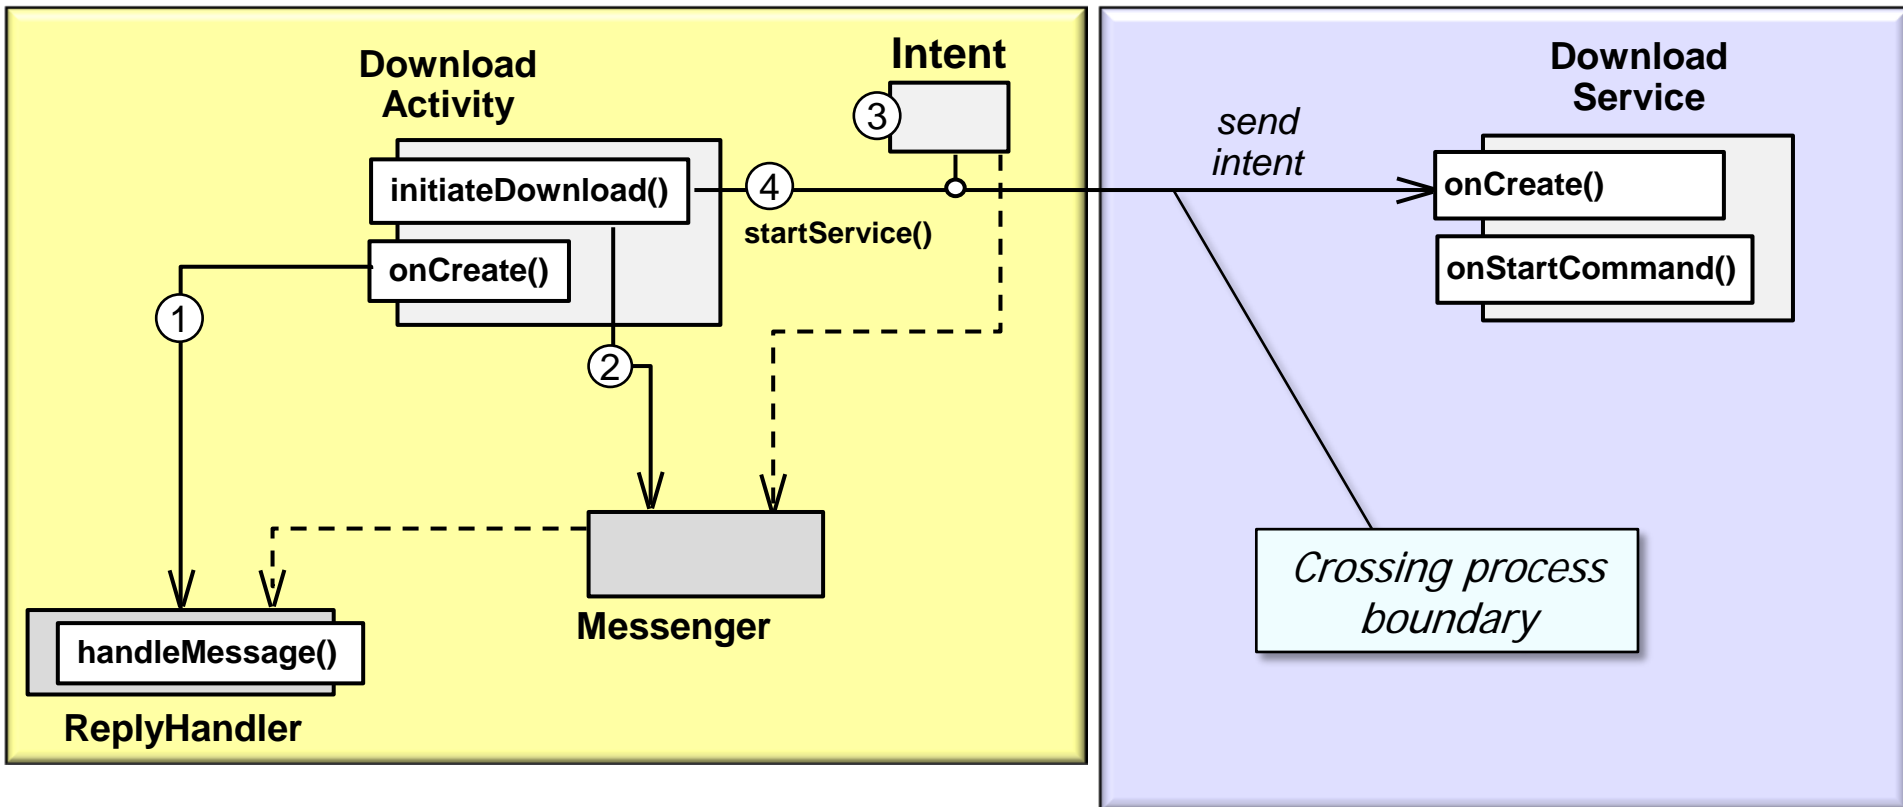 Download
Activity
Intent
3
initiateDownload()
4
startService()
onCreate()
1
2
Messenger
handleMessage()
ReplyHandler
send
intent
Download
Service
onCreate()
onStartCommand()
Crossing process
boundary